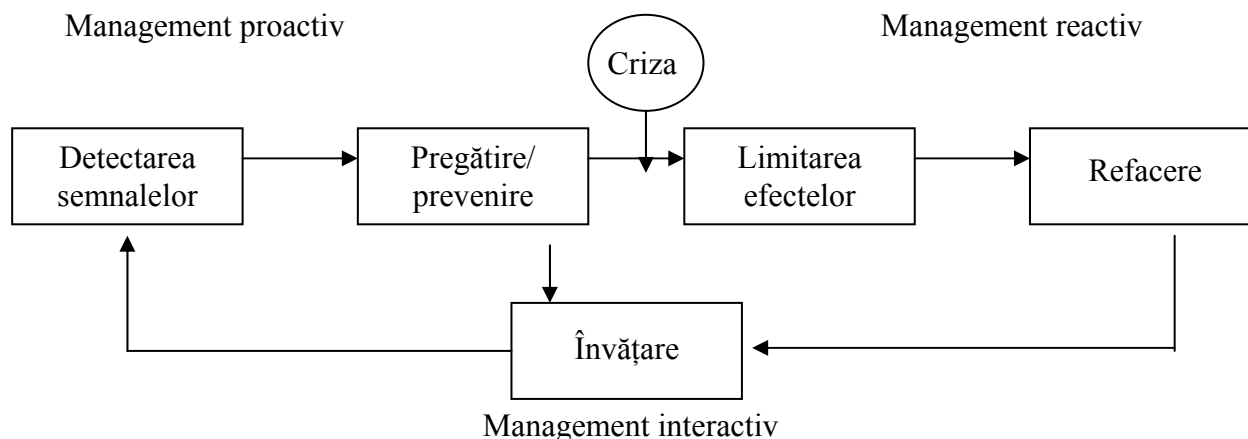 Management proactiv
Management reactiv
Criza
Detectarea
semnalelor
Pregătire/
prevenire
Limitarea
efectelor
Refacere
Învățare
Management interactiv